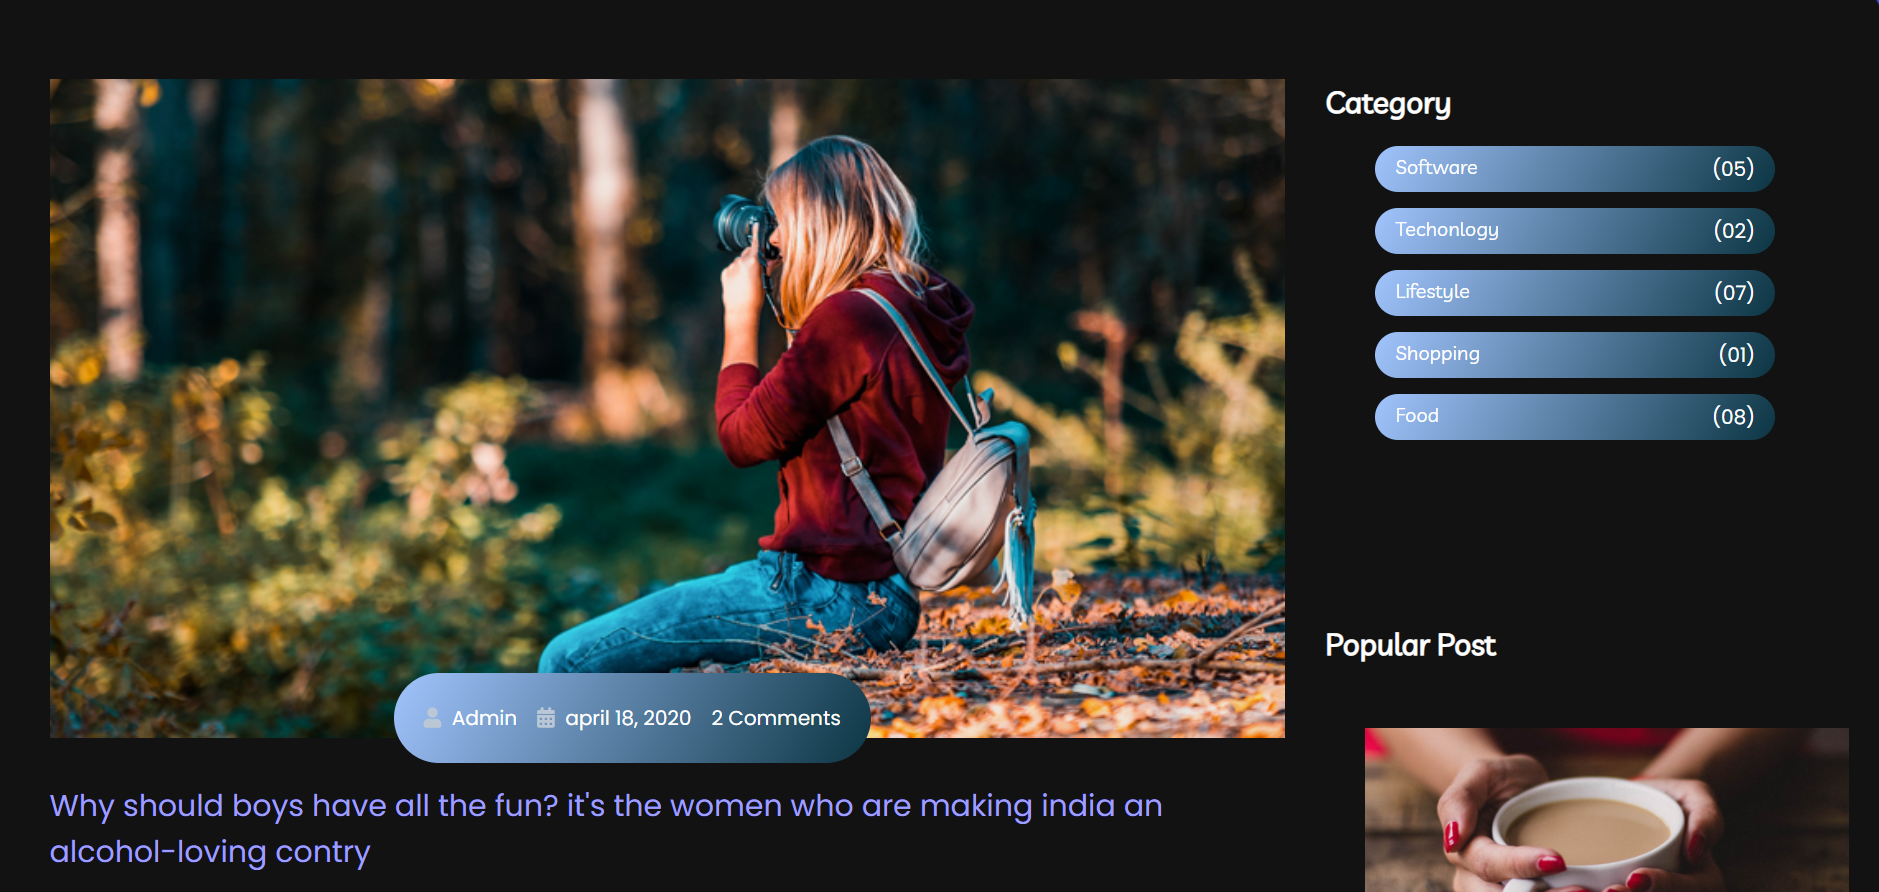 Category
Software (05)
Techonlogy (02)
Lifestyle (07)
Shopping (01)
Food (08)
Admin april 18, 2020 2 Comments
Why should boys have all the fun? it's the women who are making india an
alcohol-loving contry
Popular Post